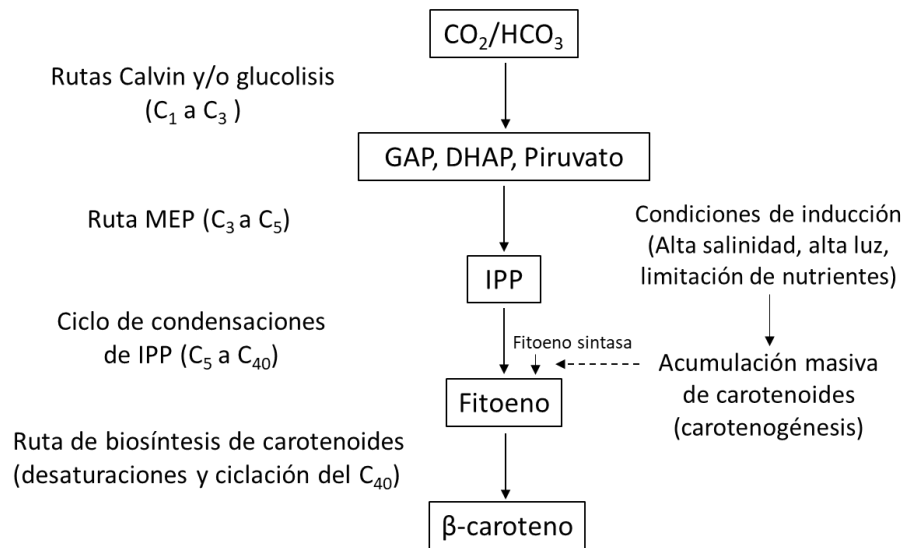 CO₂/HCO₃
Rutas Calvin y/o glucolisis
(C₁ a C₃ )
GAP, DHAP, Piruvato
Ruta MEP (C₃ a C₅)
Condiciones de inducción
(Alta salinidad, alta luz,
limitación de nutrientes)
IPP
Ciclo de condensaciones
de IPP (C₅ a C₄₀)
Fitoeno sintasa
Acumulación masiva
de carotenoides
(carotenogénesis)
Fitoeno
Ruta de biosíntesis de carotenoides
(desaturaciones y ciclación del C₄₀)
β-caroteno